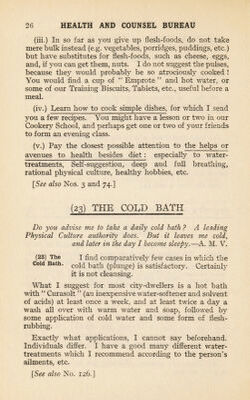 26 HEALTH AND COUNSEL BUREAU
(iii.) In so far as you give up flesh-foods, do not take
mere bulk instead (e.g. vegetables, porridges, puddings, etc.)
but have substitutes for flesh-foods, such as cheese, eggs,
and, if you can get them, nuts. I do not suggest the pulses,
because they would probably be so atrociously cooked!
You would find a cup of "Emprote" and hot water, or
some of our Training Biscuits, Tablets, etc., useful before a
meal.
(iv.) Learn how to cook simple dishes, for which I send
you a few recipes. You might have a lesson or two in our
Cookery School, and perhaps get one or two of your friends
to form an evening class.
(v.) Pay the closest possible attention to the helps or
avenues to health besides diet: especially to water-
treatments, Self-suggestion, deep and full breathing,
rational physical culture, healthy hobbies, etc.
[See also Nos. 3 and 74.]
(23) THE COLD BATH
Do you advise me to take a daily cold bath? A leading
Physical Culture authority does. But it leaves me cold,
and later in the day I become sleepy.—A. M. V.
(23) The
Cold Bath.
I find comparatively few cases in which the
cold bath (plunge) is satisfactory. Certainly
it is not cleansing.
What I suggest for most city-dwellers is a hot bath
with "Curasolt" (an inexpensive water-softener and solvent
of acids) at least once a week, and at least twice a day a
wash all over with warm water and soap, followed by
some application of cold water and some form of flesh-
rubbing.
Exactly what applications, I cannot say beforehand.
Individuals differ. I have a good many different water-
treatments which I recommend according to the person's
ailments, etc.
[See also No. 126.]